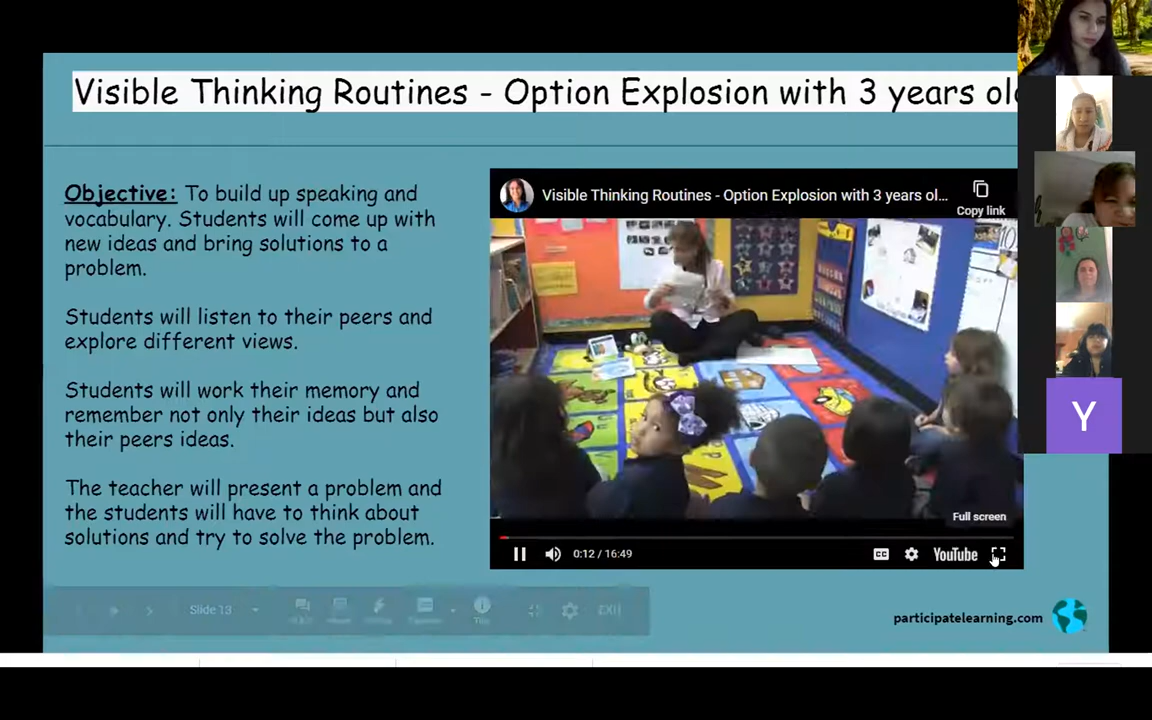 Visible Thinking Routines - Option Explosion with 3 years
Objective: To build up speaking and
vocabulary. Students will come up with
new ideas and bring solutions to a
problem.
Students will listen to their peers and
explore different views.
Students will work their memory and
remember not only their ideas but also
their peers ideas.
The teacher will present a problem and
the students will have to think about
solutions and try to solve the problem.
Visible Thinking Routines - Option Explosion with 3 years ol...
Copy link
Full screen
0:12 / 16:49
CC
YouTube
Slide 13
EXIT
participatelearning.com
Y